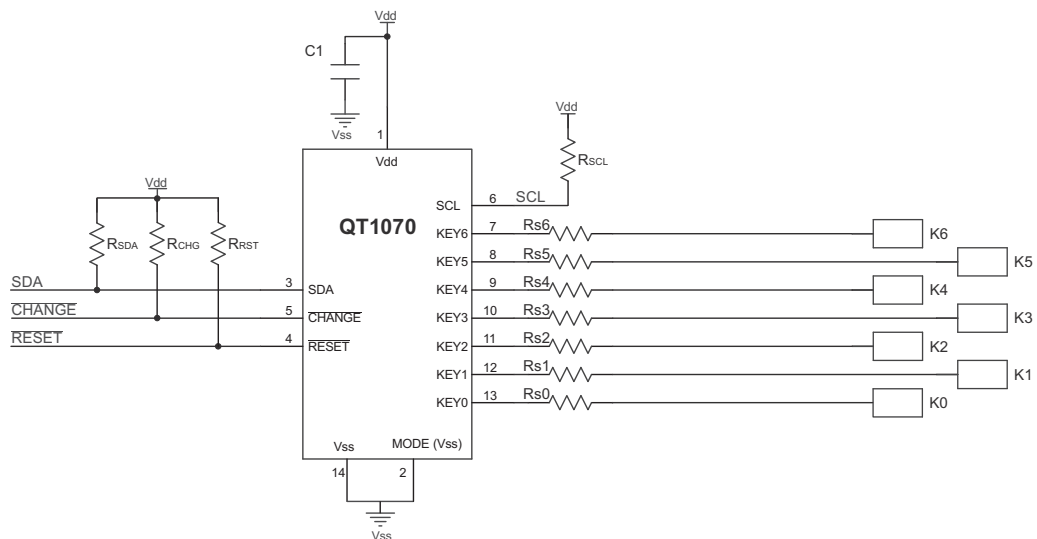 Vdd
C1
Vss
1
Vdd
Vdd
RSCL
Vdd
QT1070
SCL 6 SCL
RSDA RCHG RRST
KEY6 7 Rs6 K6
KEY5 8 Rs5 K5
SDA 3 SDA
KEY4 9 Rs4 K4
CHANGE 5 CHANGE
KEY3 10 Rs3 K3
RESET 4 RESET
KEY2 11 Rs2 K2
KEY1 12 Rs1 K1
KEY0 13 Rs0 K0
Vss MODE (Vss)
14 2
Vss